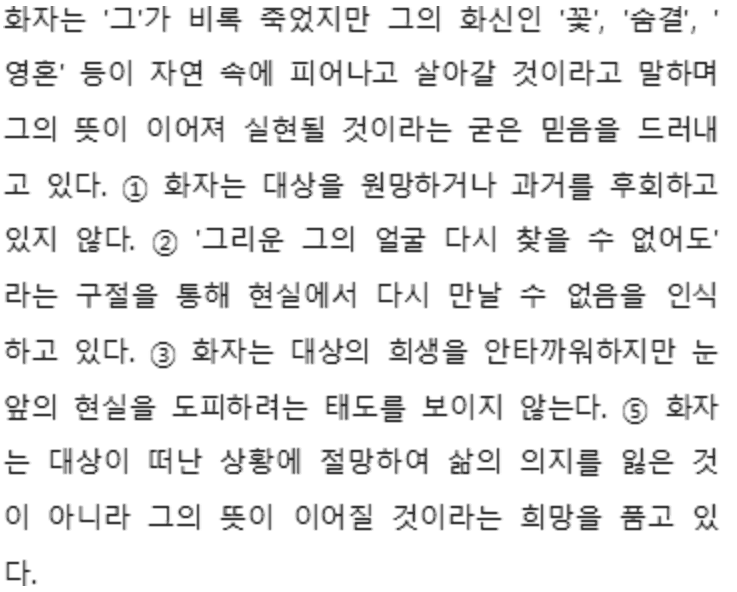 화자는 '그'가 비록 죽었지만 그의 화신인 '꽃', '숨결', '
영혼' 등이 자연 속에 피어나고 살아갈 것이라고 말하며
그의 뜻이 이어져 실현될 것이라는 굳은 믿음을 드러내
고 있다. ① 화자는 대상을 원망하거나 과거를 후회하고
있지 않다. ② '그리운 그의 얼굴 다시 찾을 수 없어도'
라는 구절을 통해 현실에서 다시 만날 수 없음을 인식
하고 있다. ③ 화자는 대상의 희생을 안타까워하지만 눈
앞의 현실을 도피하려는 태도를 보이지 않는다. ⑤ 화자
는 대상이 떠난 상황에 절망하여 삶의 의지를 잃은 것
이 아니라 그의 뜻이 이어질 것이라는 희망을 품고 있
다.